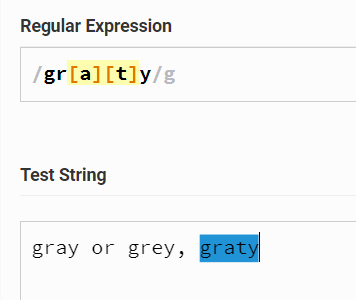 Regular Expression
/gr[a][t]y/g
Test String
gray or grey, graty